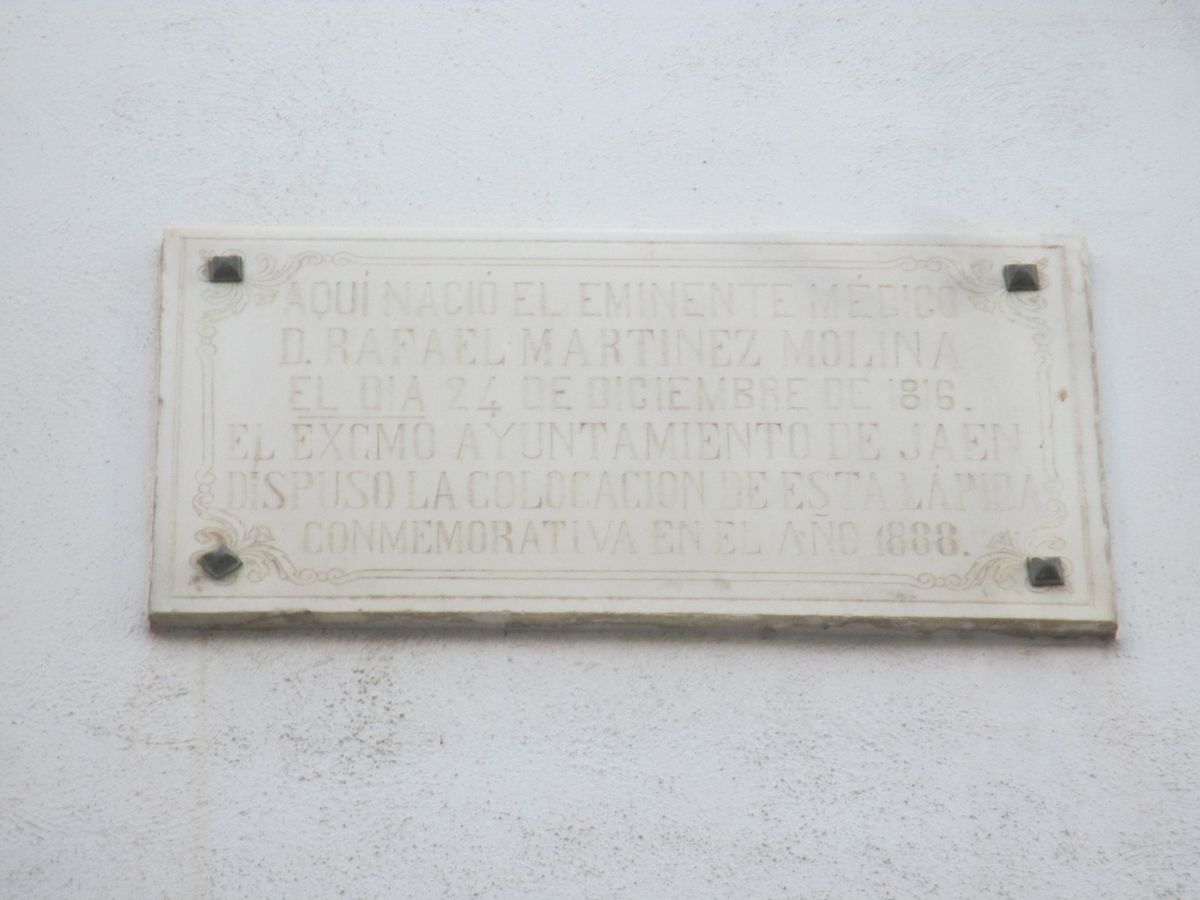 AQUÍ NACIÓ EL EMINENTE MÉDICO
D. RAFAEL MARTINEZ MOLINA
EL DIA 24 DE DICIEMBRE DE 1816.
EL EXCMO AYUNTAMIENTO DE JAEN
DISPUSO LA COLOCACION DE ESTA LÁPIDA
CONMEMORATIVA EN EL AÑO 1888.